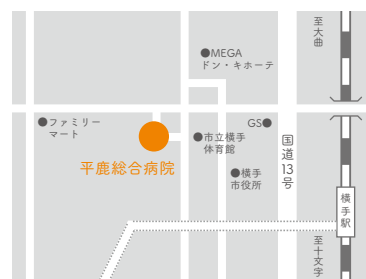 至大曲
●MEGA
ドン・キホーテ
●ファミリー
マート
GS●
●市立横手
体育館
国道13号
平鹿総合病院
●横手
市役所
横手駅
至十文字